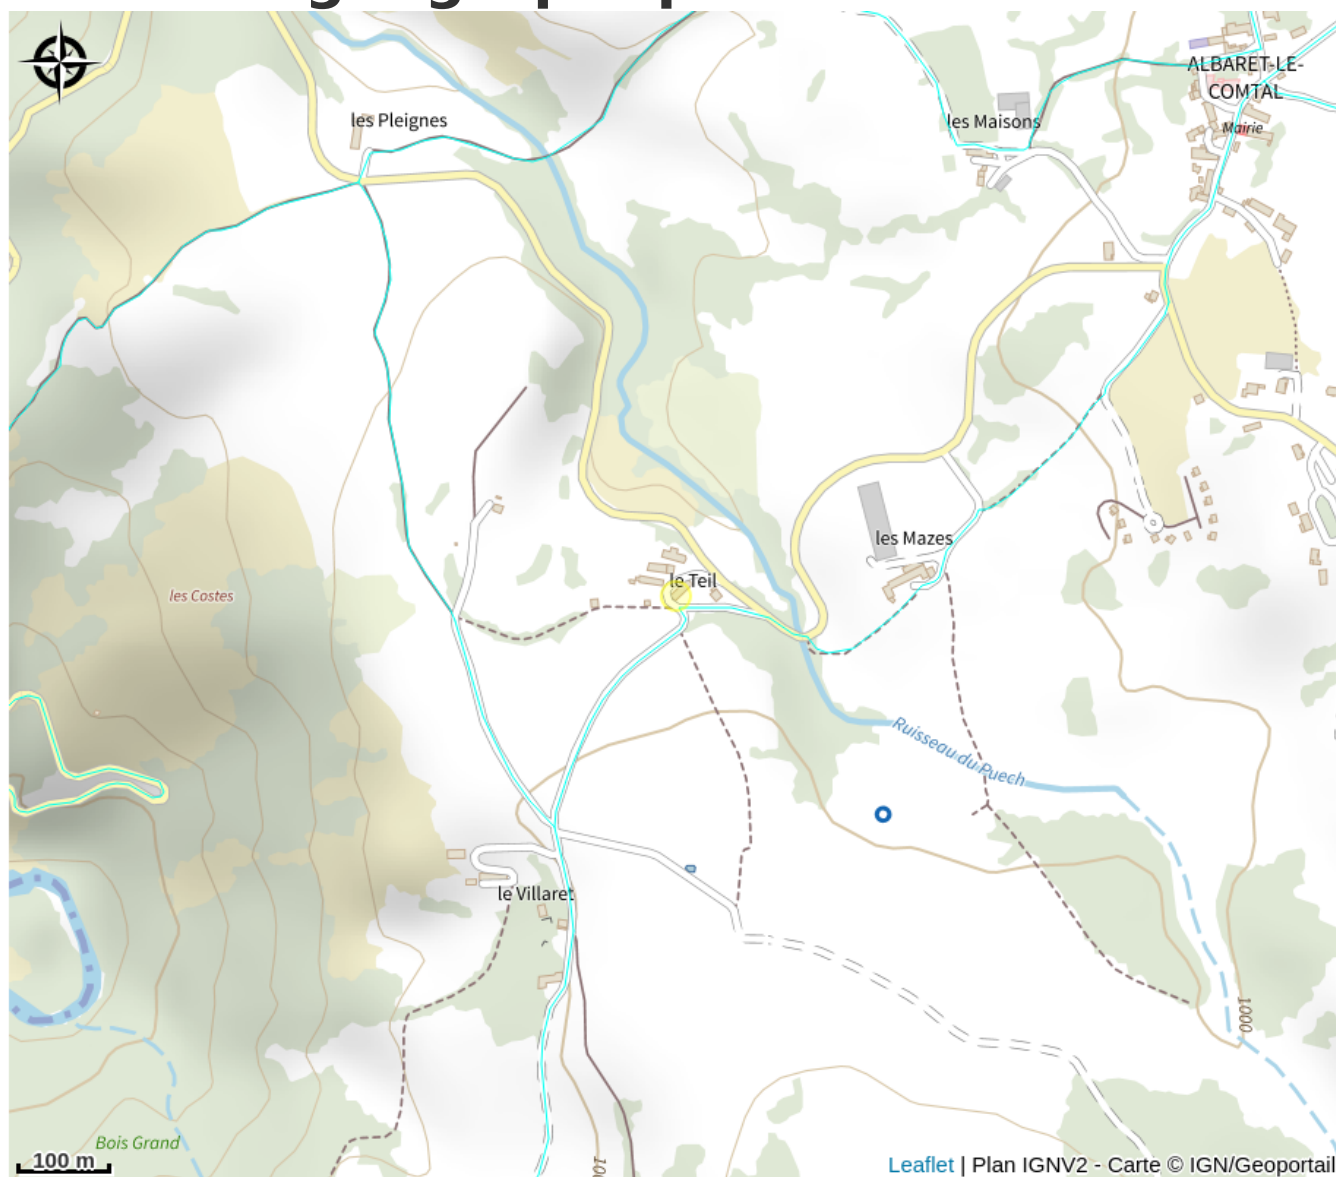 ALBARET-LE-
COMTAL
les Pleignes
les Maisons
Mairie
les Mazes
le Teil
les Costes
Ruisseau du Puech
le Villaret
1000
Bois Grand
100 m
Leaflet | Plan IGNV2 - Carte © IGN/Geoportail